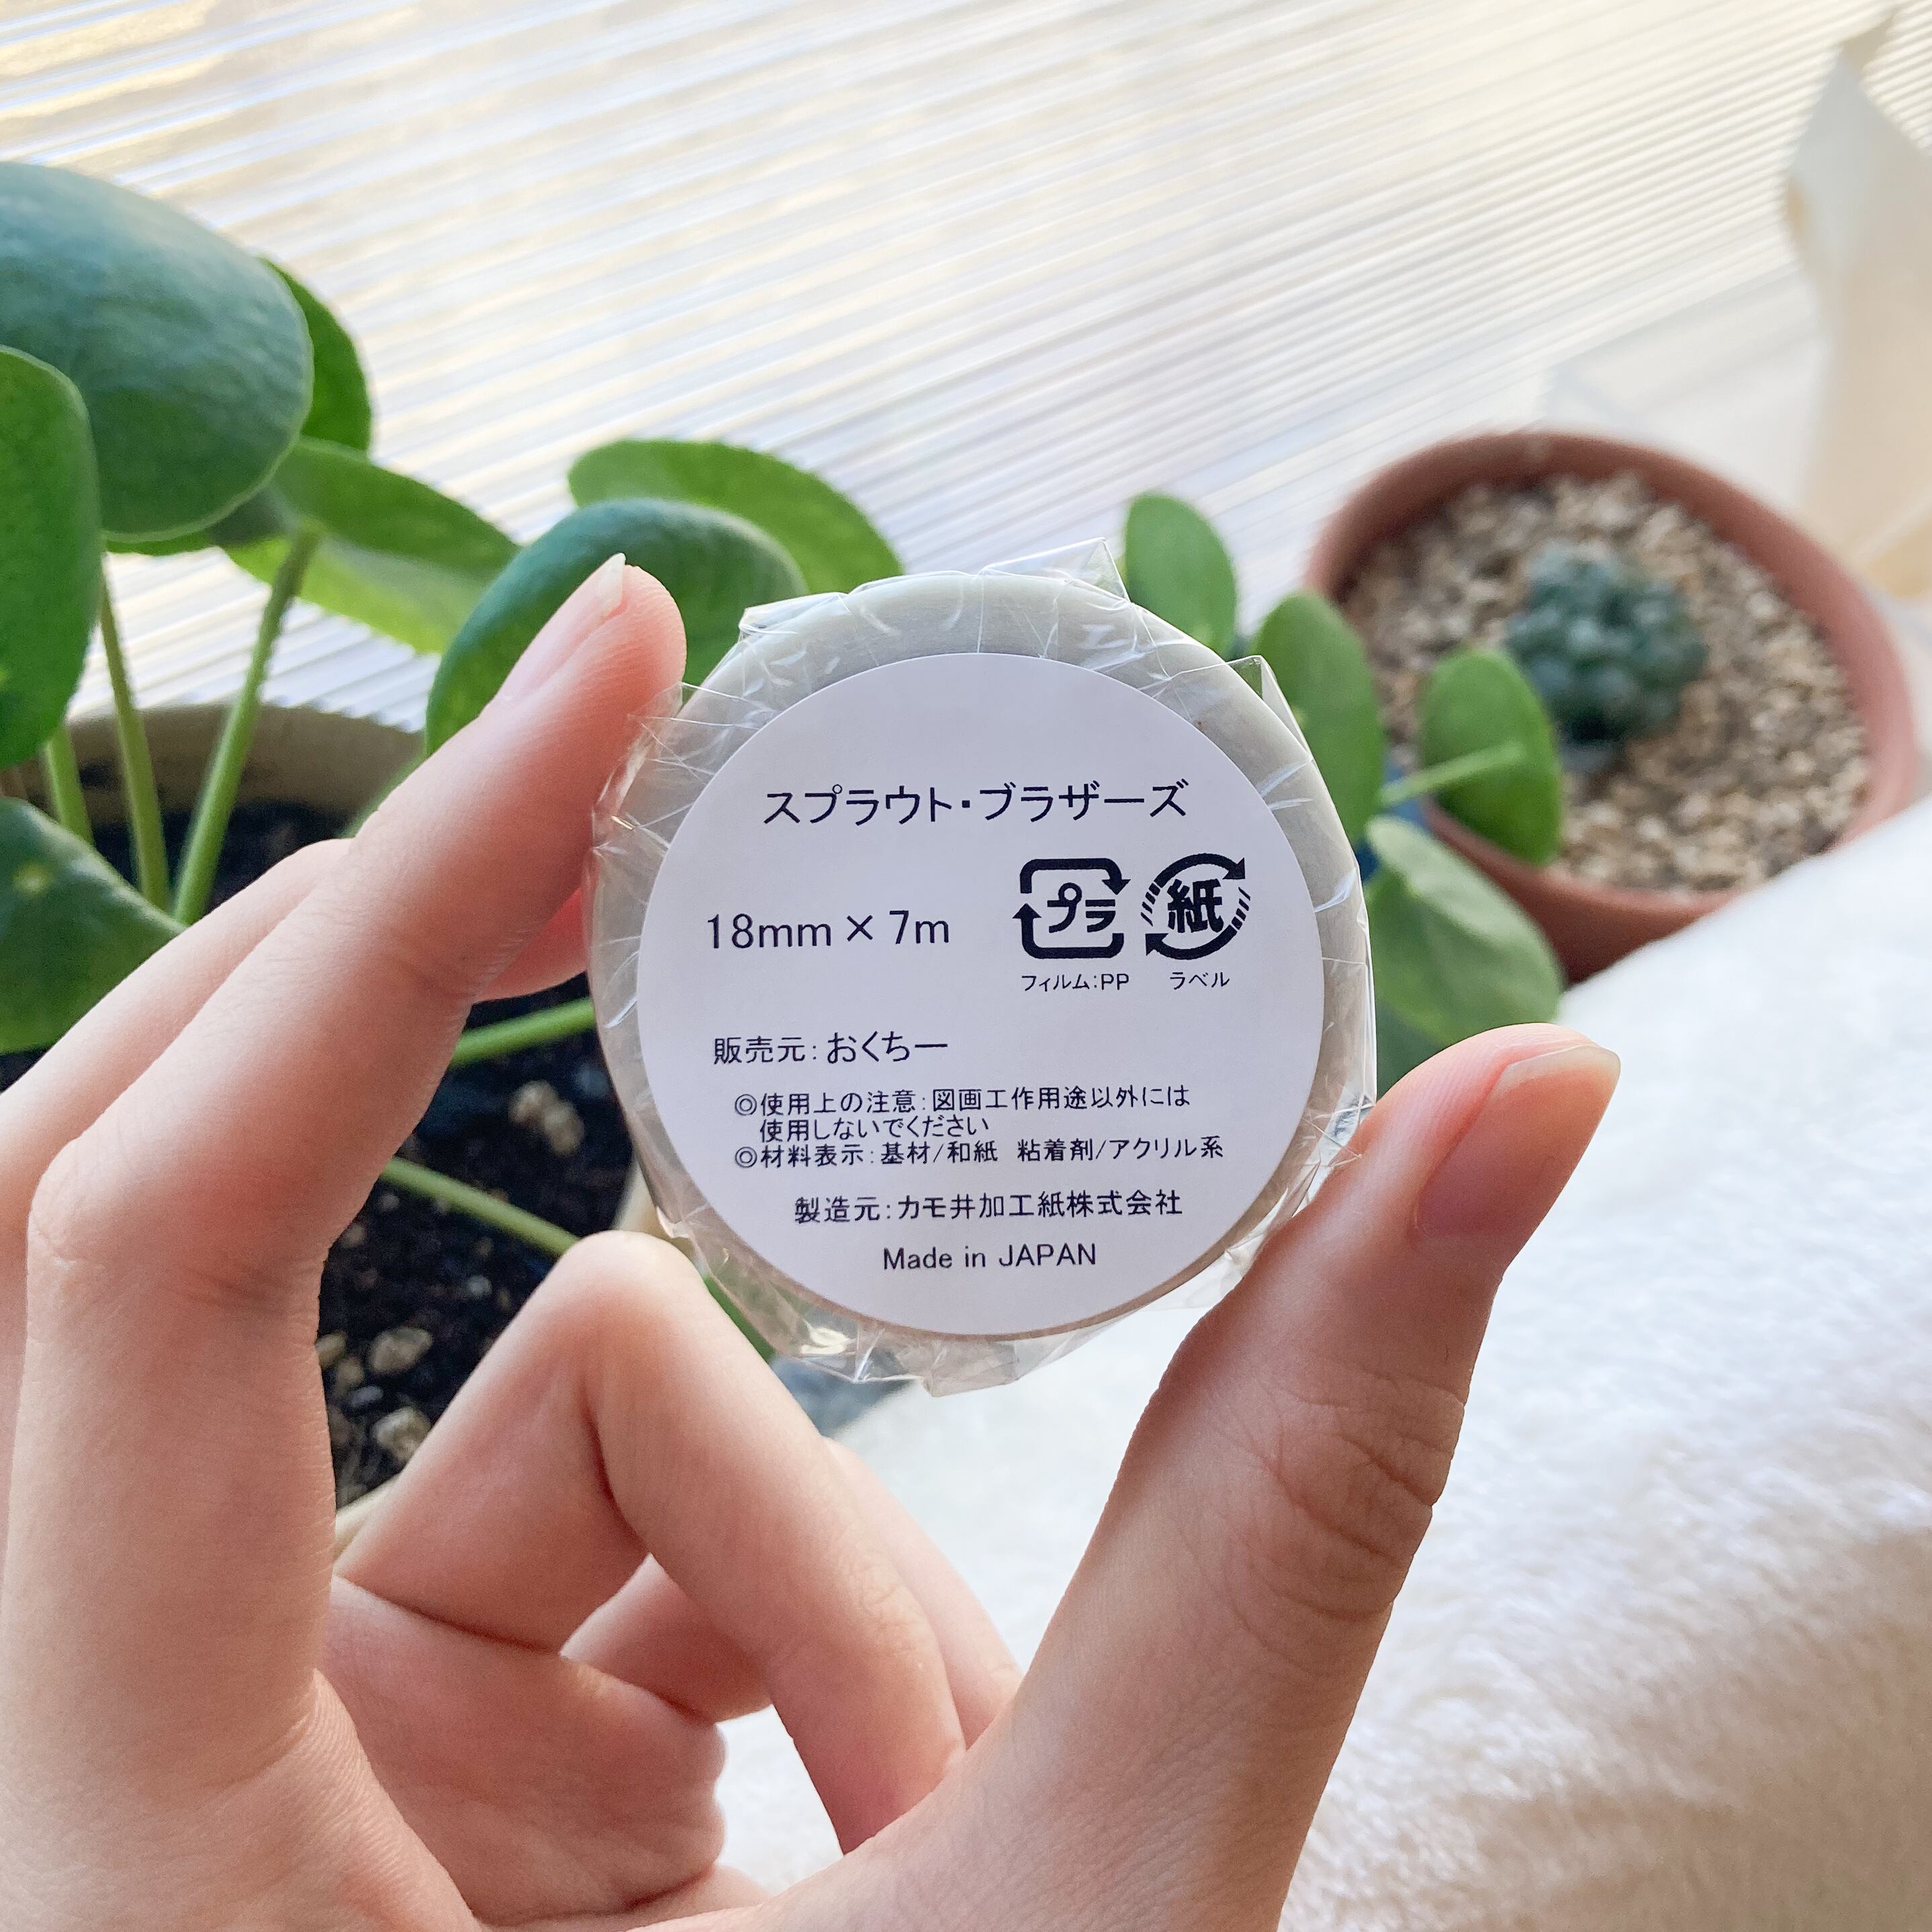 スプラウト・ブラザーズ
18mm×7m
プラ 紙
フィルム:PP ラベル
販売元:おくちー
◎使用上の注意:図画工作用途以外には
使用しないでください
◎材料表示:基材/和紙 粘着剤/アクリル系
製造元:カモ井加工紙株式会社
Made in JAPAN